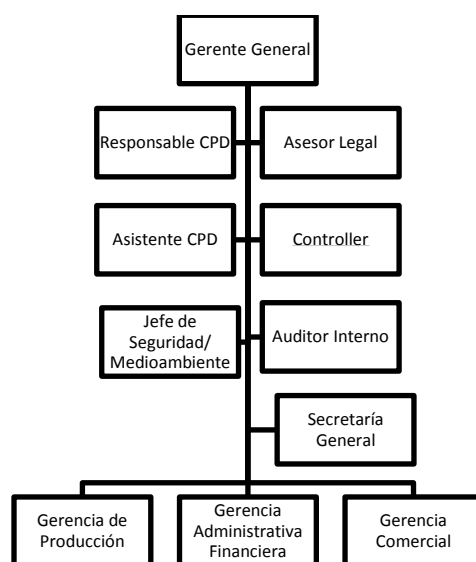 Gerente General
Responsable CPD
Asesor Legal
Asistente CPD
Controller
Jefe de
Seguridad/
Medioambiente
Auditor Interno
Secretaría
General
Gerencia de
Producción
Gerencia
Administrativa
Financiera
Gerencia
Comercial